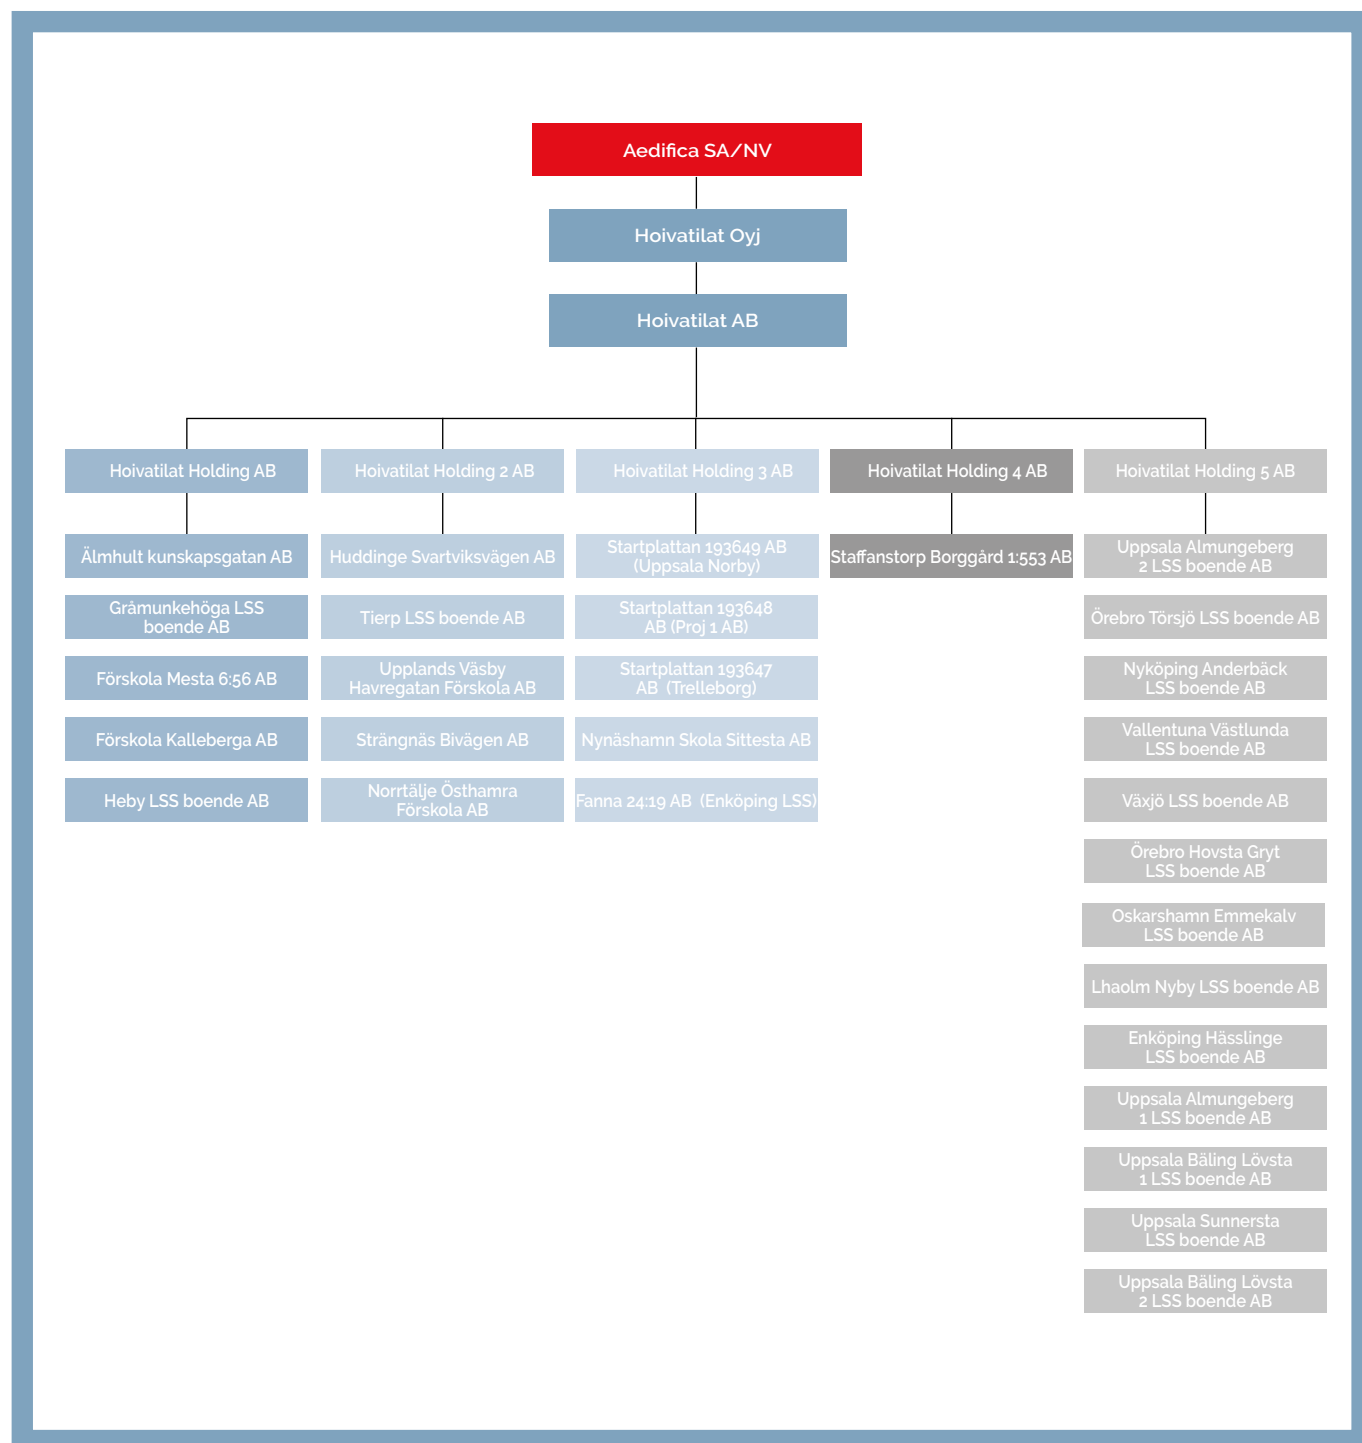 Aedifica SA/NV
Hoivatilat Oyj
Hoivatilat AB
Hoivatilat Holding AB
Älmhult kunskapsgatan AB
Gråmunkehöga LSS
boende AB
Förskola Mesta 6:56 AB
Förskola Kalleberga AB
Heby LSS boende AB
Hoivatilat Holding 2 AB
Huddinge Svartviksvägen AB
Tierp LSS boende AB
Upplands Väsby
Havregatan Förskola AB
Strängnäs Bivägen AB
Norrtälje Östhamra
Förskola AB
Hoivatilat Holding 3 AB
Startplattan 193649 AB
(Uppsala Norby)
Startplattan 193648
AB (Proj 1 AB)
Startplattan 193647
AB (Trelleborg)
Nynäshamn Skola Sittesta AB
Fanna 24:19 AB (Enköping LSS)
Hoivatilat Holding 4 AB
Staffanstorp Borggård 1:553 AB
Hoivatilat Holding 5 AB
Uppsala Almungeberg
2 LSS boende AB
Örebro Törsjö LSS boende AB
Nyköping Anderbäck
LSS boende AB
Vallentuna Västlunda
LSS boende AB
Växjö LSS boende AB
Örebro Hovsta Gryt
LSS boende AB
Oskarshamn Emmekalv
LSS boende AB
Lhaolm Nyby LSS boende AB
Enköping Hässlinge
LSS boende AB
Uppsala Almungeberg
1 LSS boende AB
Uppsala Bäling Lövsta
1 LSS boende AB
Uppsala Sunnersta
LSS boende AB
Uppsala Bäling Lövsta
2 LSS boende AB